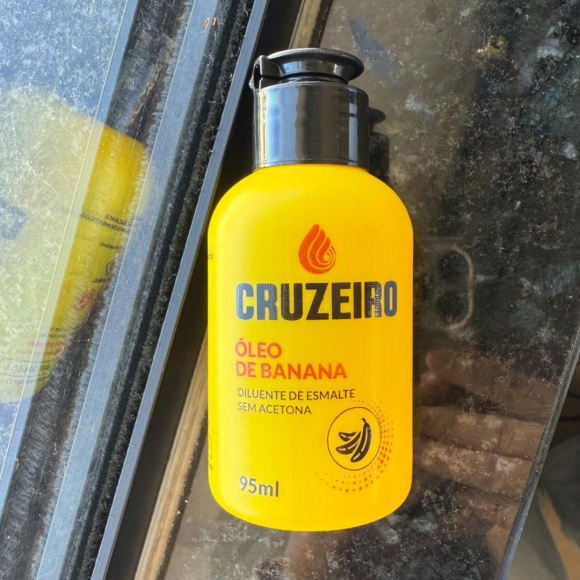 CRUZEIRO
ÓLEO
DE BANANA
DILUENTE DE ESMALTE
SEM ACETONA
95ml